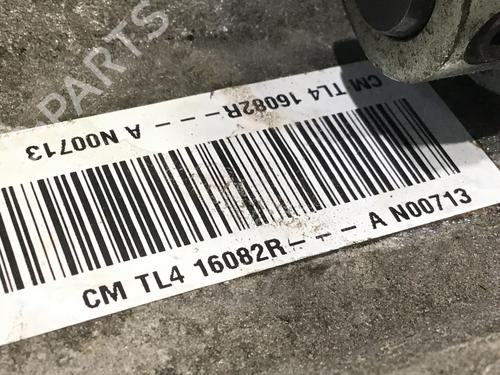 CM TL4 16082R - - - A N00713
CM TL4 16082R - - - A N00713
PARTS